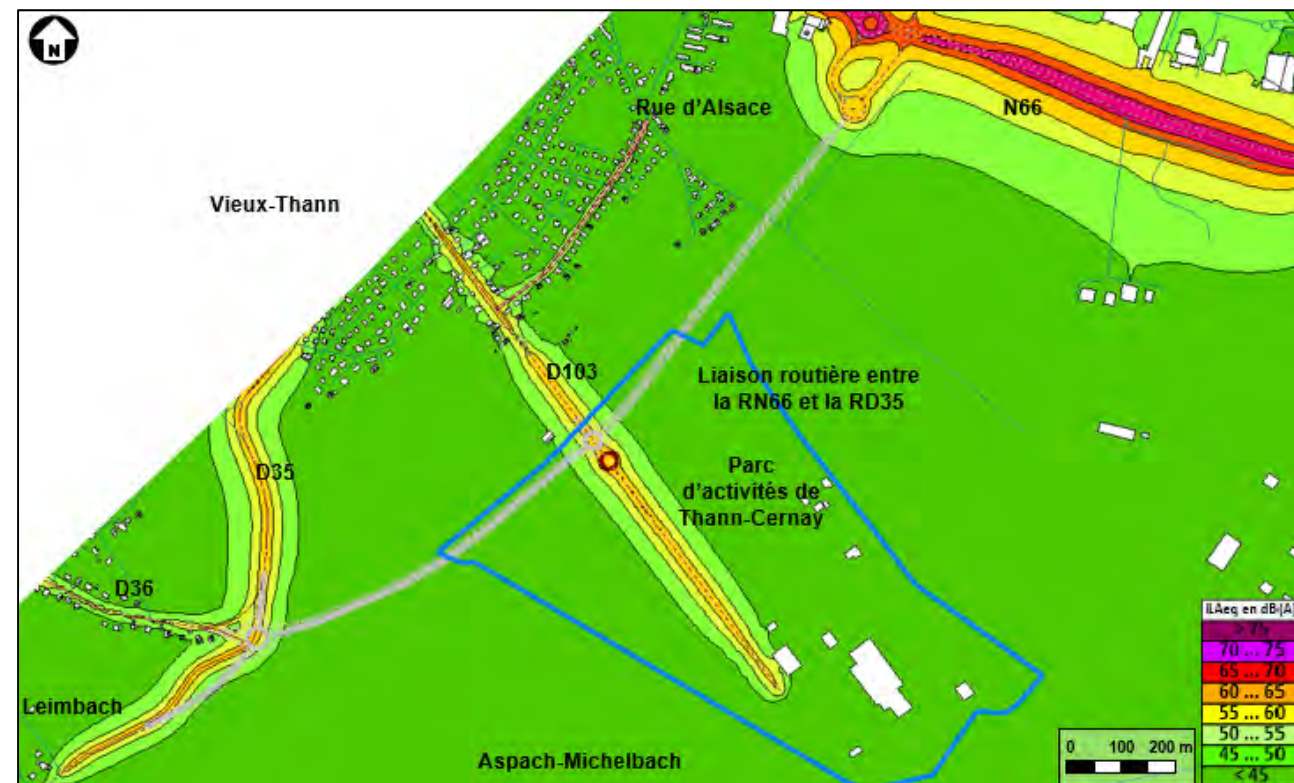 N
Rue d'Alsace
N66
Vieux-Thann
D103
Liaison routière entre
la RN66 et la RD35
D35
Parc
d'activités de
Thann-Cernay
D36
Leimbach
Aspach-Michelbach
LAeq en dB(A)
> 75
70 ... 75
65 ... 70
60 ... 65
55 ... 60
50 ... 55
45 ... 50
< 45
0 100 200 m